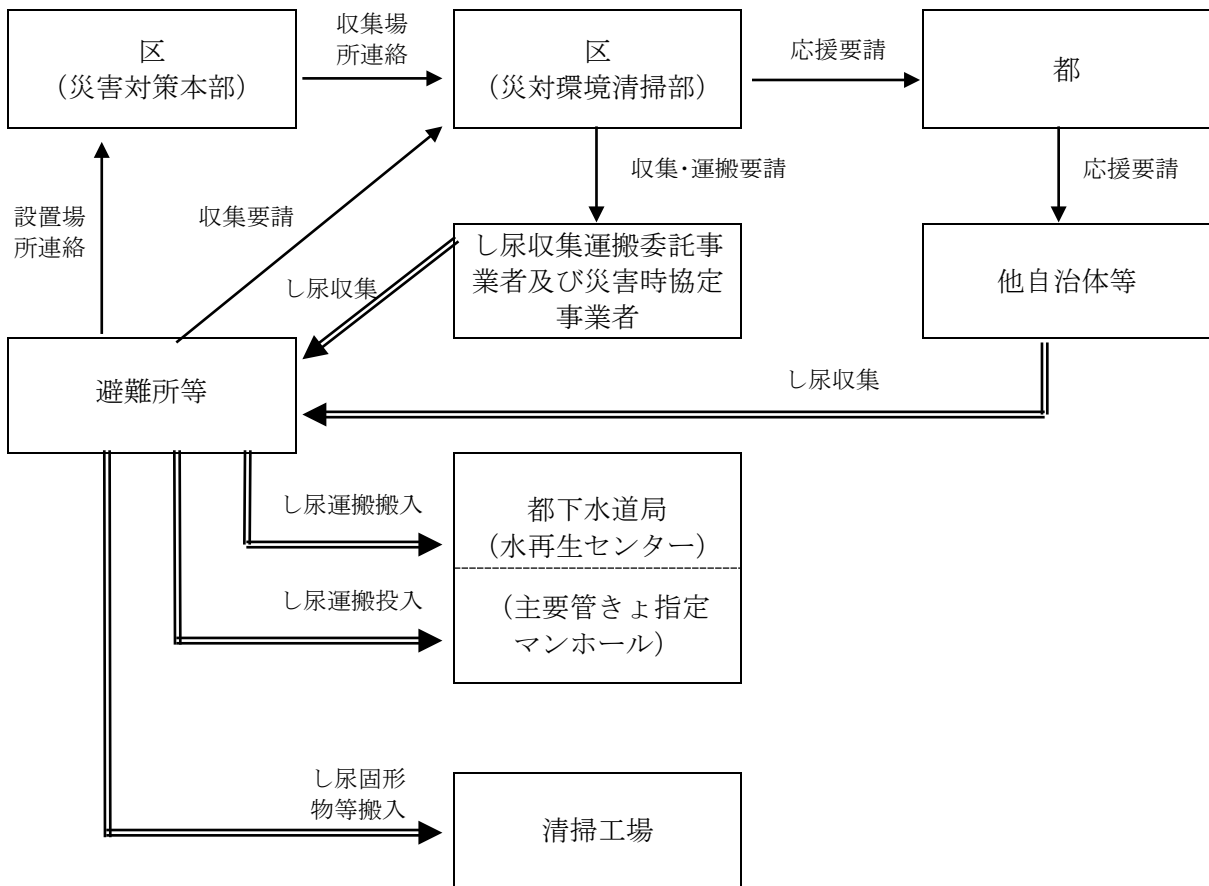 区
（災害対策本部）
収集場
所連絡
区
（災対環境清掃部）
応援要請
都
設置場
所連絡
収集要請
収集・運搬要請
応援要請
し尿収集
し尿収集運搬委託事
業者及び災害時協定
事業者
他自治体等
避難所等
し尿収集
し尿運搬搬入
都下水道局
（水再生センター）
し尿運搬投入
（主要管きょ指定
マンホール）
し尿固形
物等搬入
清掃工場